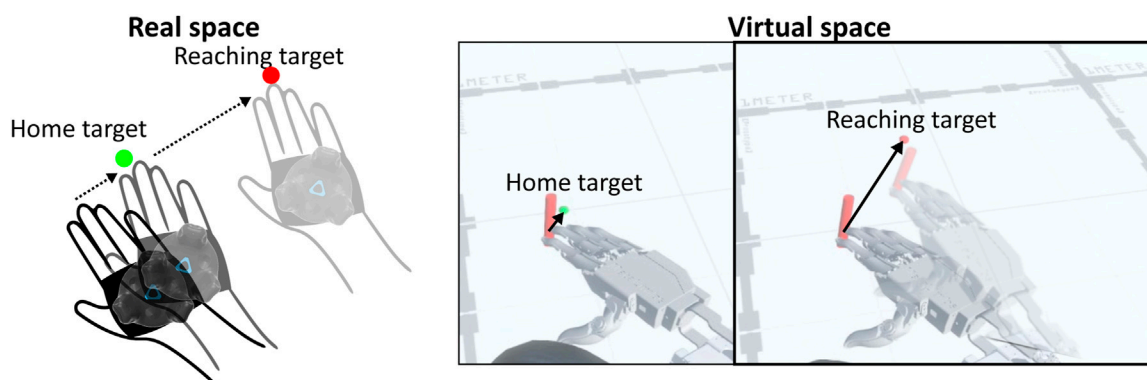 Real space
Reaching target
Home target
Virtual space
1METER
Home target
1METER
1METER
Reaching target